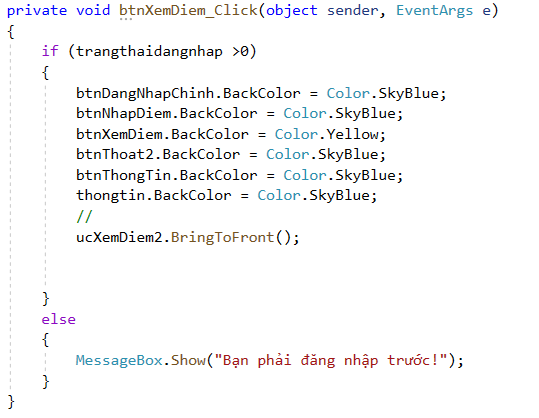 private void btnXemDiem_Click(object sender, EventArgs e)
{
if (trangthaidangnhap >0)
{
btnDangNhapChinh.BackColor = Color.SkyBlue;
btnNhapDiem.BackColor = Color.SkyBlue;
btnXemDiem.BackColor = Color.Yellow;
btnThoat2.BackColor = Color.SkyBlue;
btnThongTin.BackColor = Color.SkyBlue;
thongtin.BackColor = Color.SkyBlue;
//
ucXemDiem2.BringToFront();
}
else
{
MessageBox.Show("Bạn phải đăng nhập trước!");
}
}